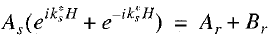 A_s(e^{ik_s^z H} + e^{-ik_s^z H}) = A_r + B_r